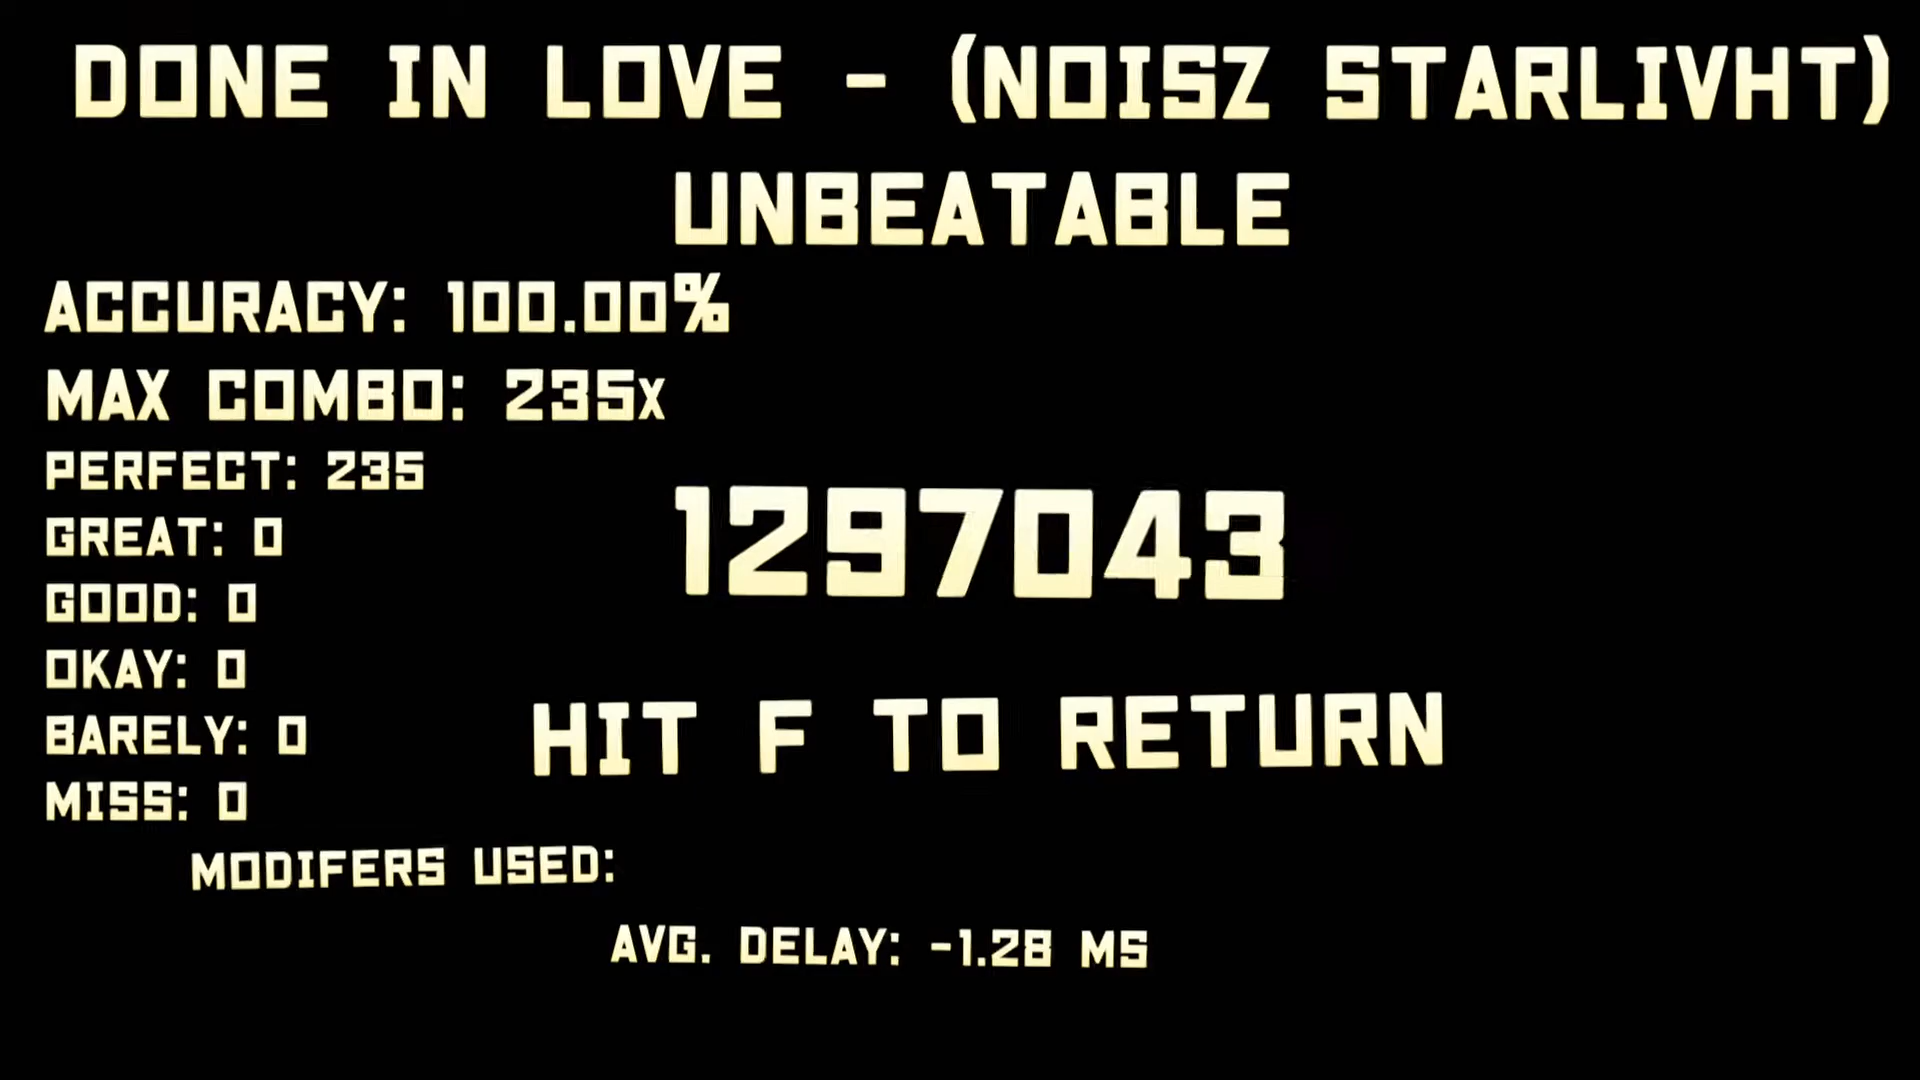 DONE IN LOVE - (NOISZ STARLIVHT)
UNBEATABLE
ACCURACY: 100.00%
MAX COMBO: 235x
PERFECT: 235
GREAT: 0
GOOD: 0
OKAY: 0
BARELY: 0
MISS: 0
1297043
HIT F TO RETURN
MODIFERS USED:
AVG. DELAY: -1.28 MS